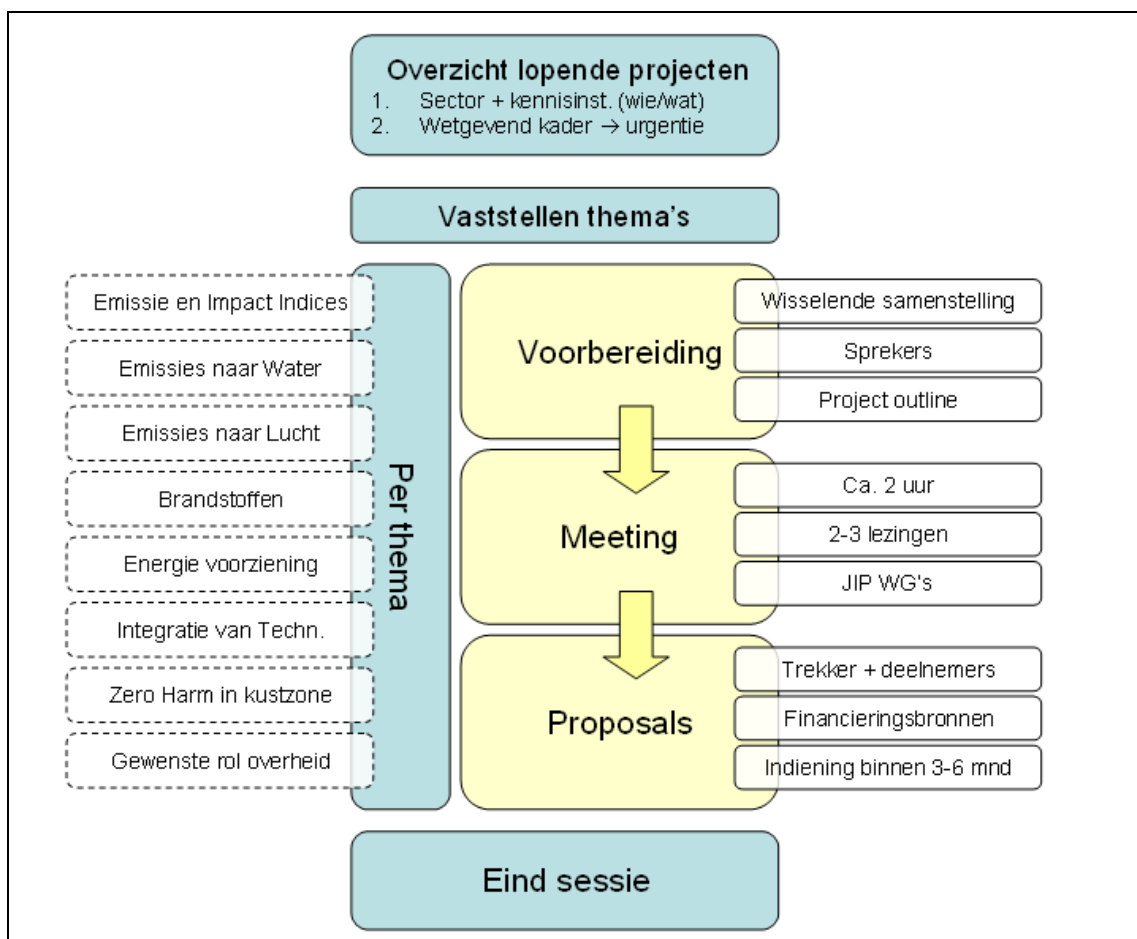 Overzicht lopende projecten
1. Sector + kennisinst. (wie/wat)
2. Wetgevend kader → urgentie
Vaststellen thema's
Per thema
Emissie en Impact Indices
Emissies naar Water
Emissies naar Lucht
Brandstoffen
Energie voorziening
Integratie van Techn.
Zero Harm in kustzone
Gewenste rol overheid
Voorbereiding
Wisselende samenstelling
Sprekers
Project outline
Meeting
Ca. 2 uur
2-3 lezingen
JIP WG's
Proposals
Trekker + deelnemers
Financieringsbronnen
Indiening binnen 3-6 mnd
Eind sessie